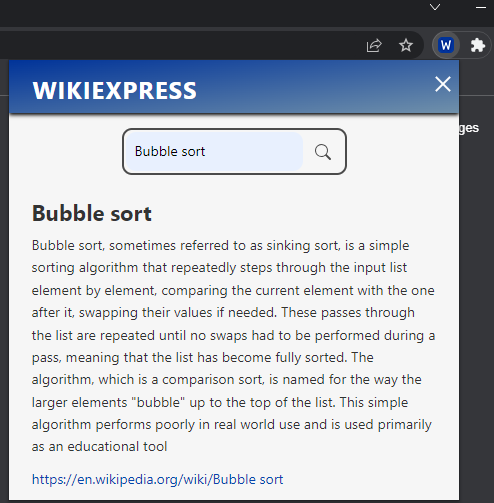 W
WIKIEXPRESS
ges
Bubble sort
Bubble sort
Bubble sort, sometimes referred to as sinking sort, is a simple
sorting algorithm that repeatedly steps through the input list
element by element, comparing the current element with the one
after it, swapping their values if needed. These passes through
the list are repeated until no swaps had to be performed during a
pass, meaning that the list has become fully sorted. The
algorithm, which is a comparison sort, is named for the way the
larger elements "bubble" up to the top of the list. This simple
algorithm performs poorly in real world use and is used primarily
as an educational tool
https://en.wikipedia.org/wiki/Bubble sort